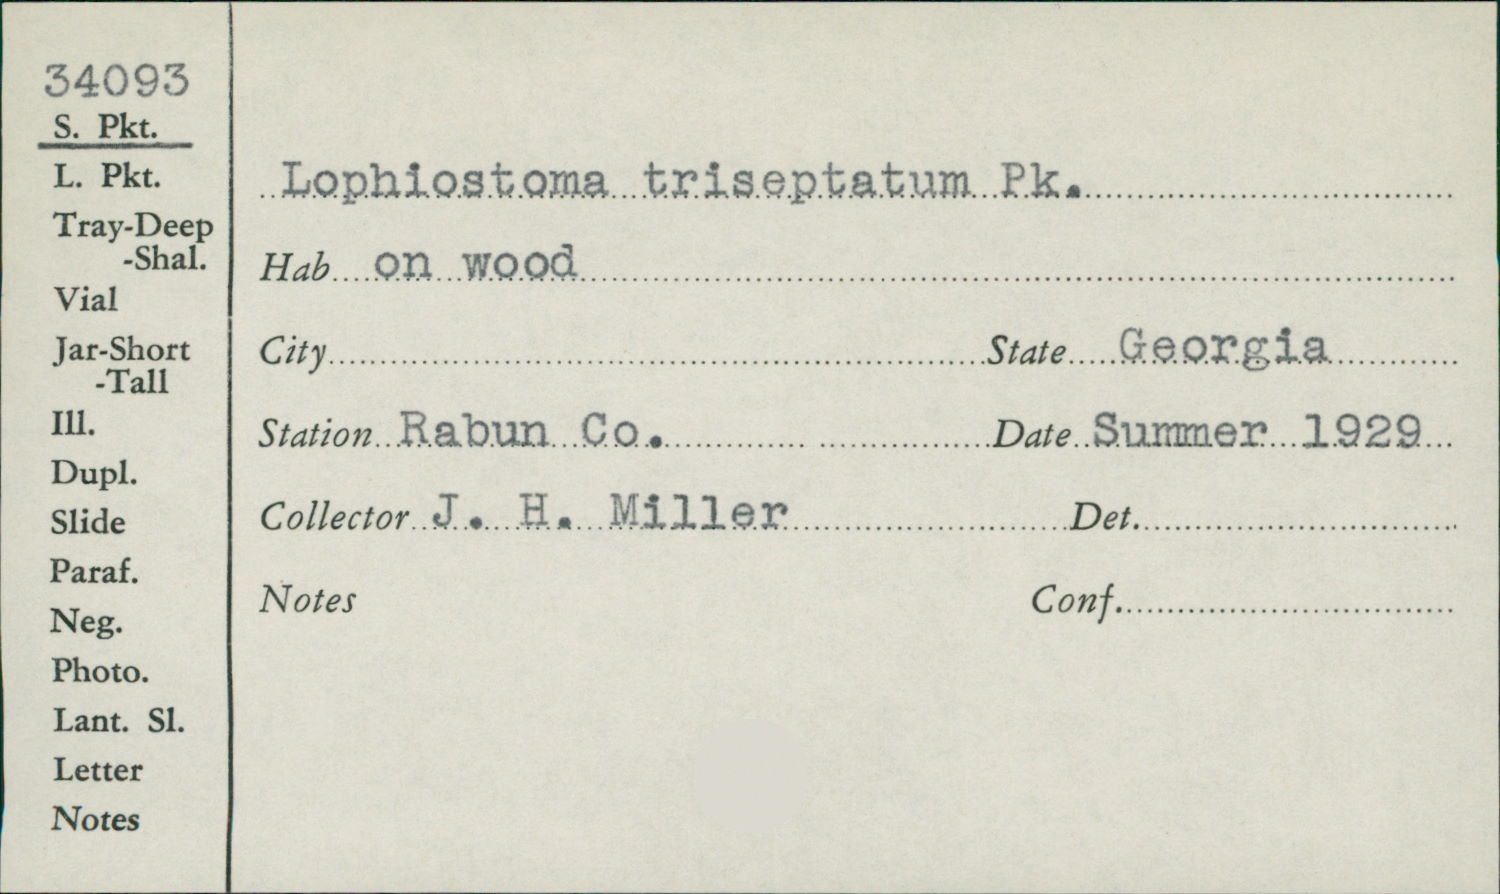 34093
S. Pkt.
L. Pkt.
Tray-Deep
-Shal.
Vial
Jar-Short
-Tall
Ill.
Dupl.
Slide
Paraf.
Neg.
Photo.
Lant. Sl.
Letter
Notes
Lophiostoma triseptatum Pk.
Hab on wood
City State Georgia
Station Rabun Co. Date Summer 1929
Collector J. H. Miller Det.
Notes Conf.